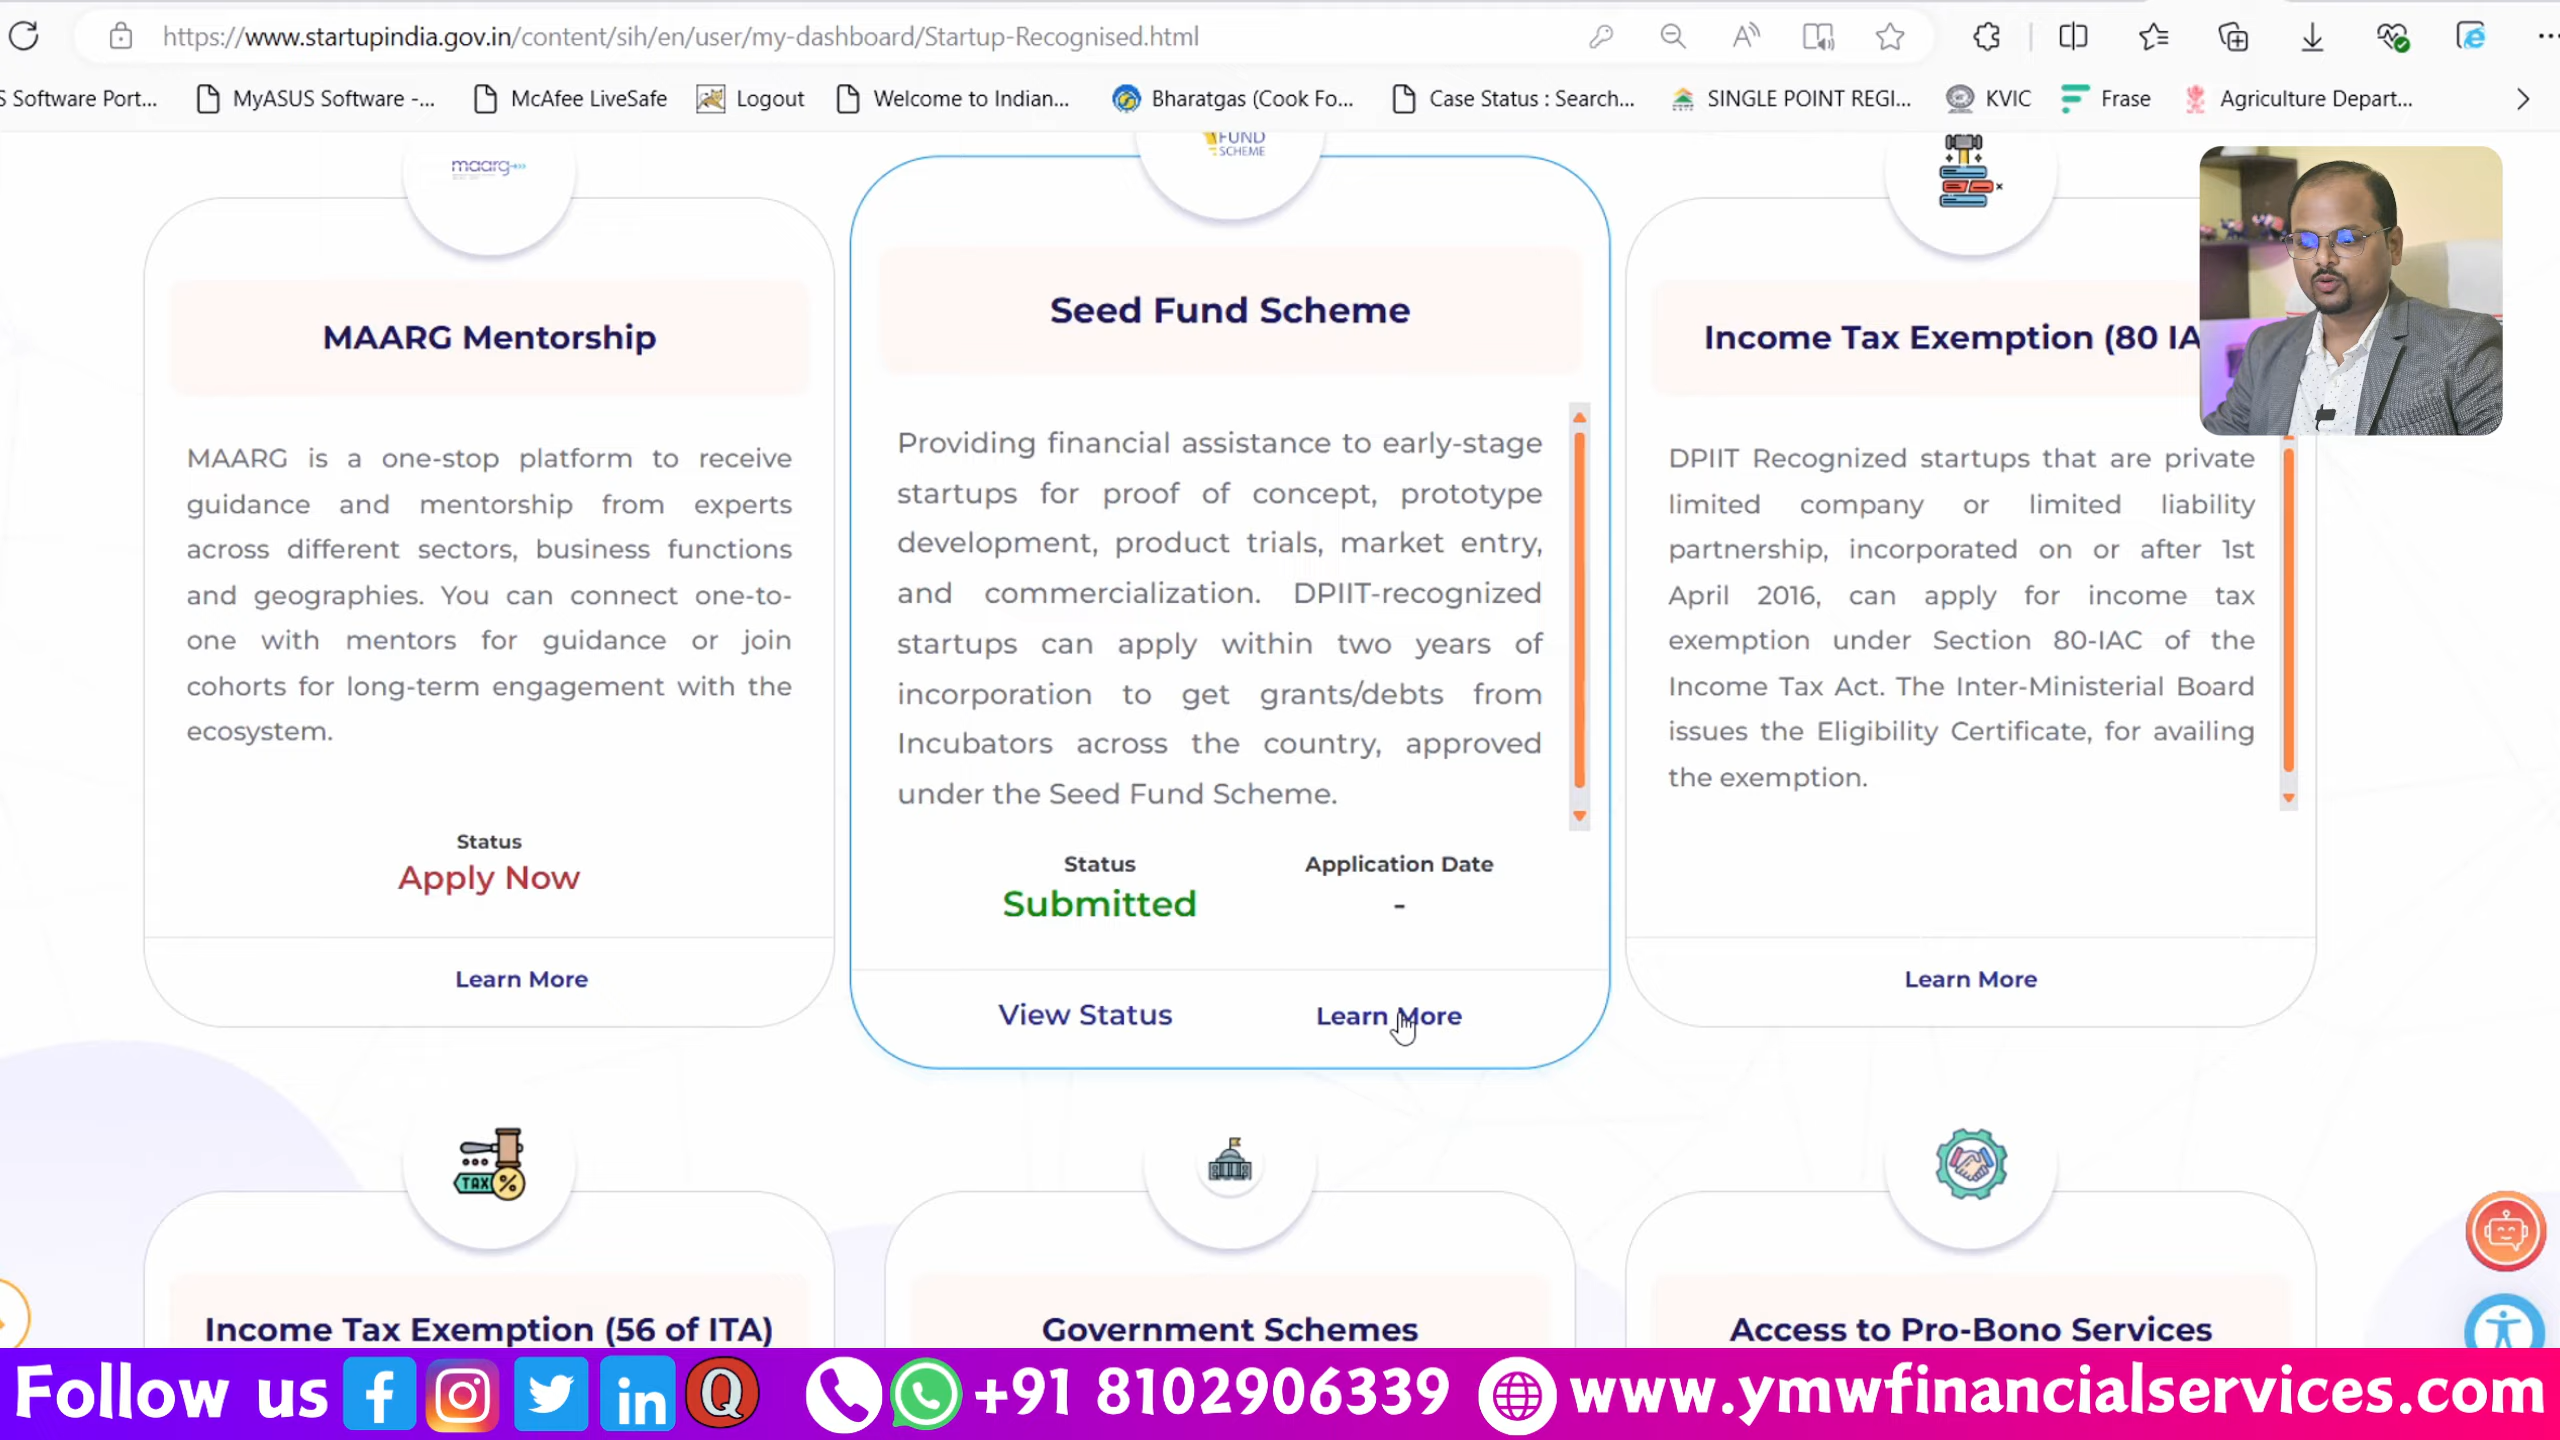 https://www.startupindia.gov.in/content/sih/en/user/my-dashboard/Startup-Recognised.html
S Software Port...
MyASUS Software -...
McAfee LiveSafe
Logout
Welcome to Indian...
Bharatgas (Cook Fo...
Case Status : Search...
SINGLE POINT REGI...
KVIC
Frase
Agriculture Depart...
maarg
FUND
SCHEME
MAARG Mentorship
MAARG is a one-stop platform to receive
guidance and mentorship from experts
across different sectors, business functions
and geographies. You can connect one-to-
one with mentors for guidance or join
cohorts for long-term engagement with the
ecosystem.
Status
Apply Now
Learn More
Seed Fund Scheme
Providing financial assistance to early-stage
startups for proof of concept, prototype
development, product trials, market entry,
and commercialization. DPIIT-recognized
startups can apply within two years of
incorporation to get grants/debts from
Incubators across the country, approved
under the Seed Fund Scheme.
Status
Submitted
Application Date
-
View Status
Learn More
Income Tax Exemption (80 IA
DPIIT Recognized startups that are private
limited company or limited liability
partnership, incorporated on or after 1st
April 2016, can apply for income tax
exemption under Section 80-IAC of the
Income Tax Act. The Inter-Ministerial Board
issues the Eligibility Certificate, for availing
the exemption.
Learn More
TAX %
Income Tax Exemption (56 of ITA)
Government Schemes
Access to Pro-Bono Services
Follow us
+91 8102906339
www.ymwfinancialservices.com